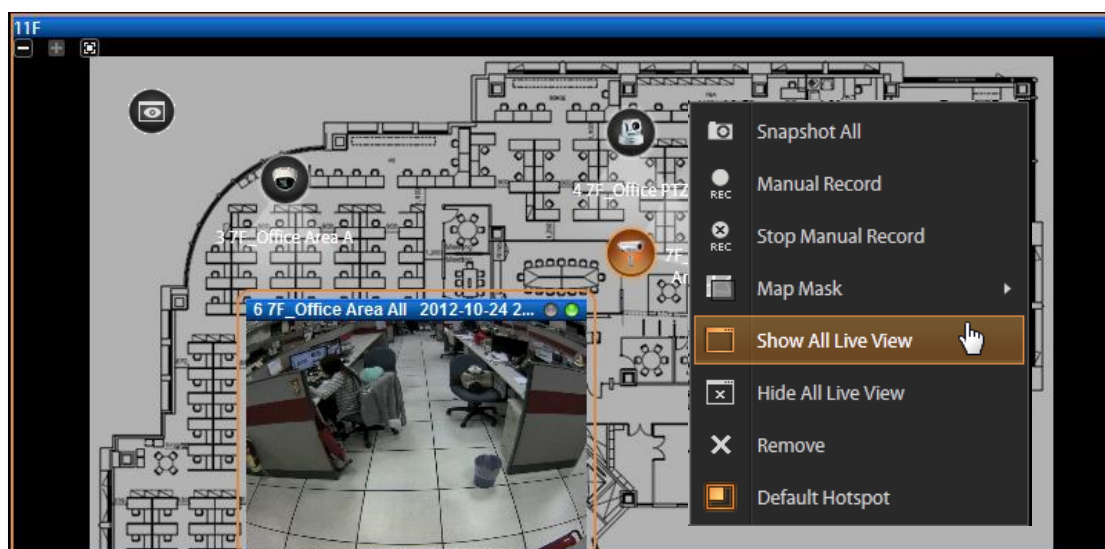 11F
4 7F_Office PTZ
3 7F_Office Area A
7F_
6 7F_Office Area All 2012-10-24 2...
Snapshot All
REC
Manual Record
REC
Stop Manual Record
Map Mask
Show All Live View
Hide All Live View
Remove
Default Hotspot